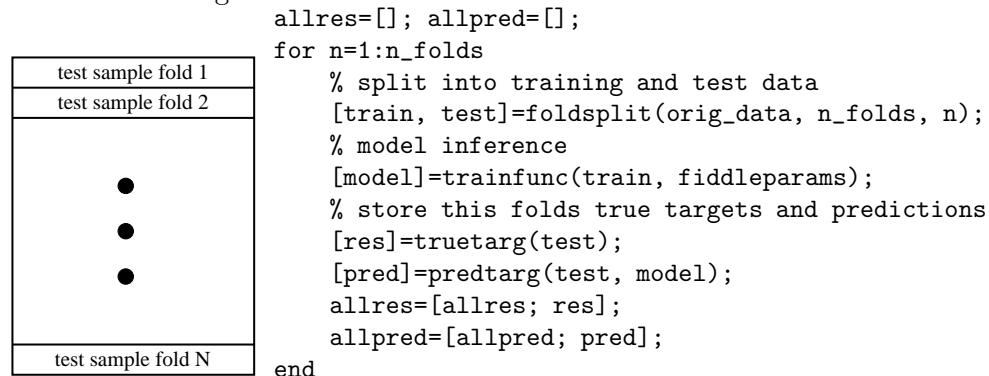 test sample fold 1
test sample fold 2
test sample fold N
allres=[]; allpred=[];
for n=1:n_folds
    % split into training and test data
    [train, test]=foldsplit(orig_data, n_folds, n);
    % model inference
    [model]=trainfunc(train, fiddleparams);
    % store this folds true targets and predictions
    [res]=truetarg(test);
    [pred]=predtarg(test, model);
    allres=[allres; res];
    allpred=[allpred; pred];
end